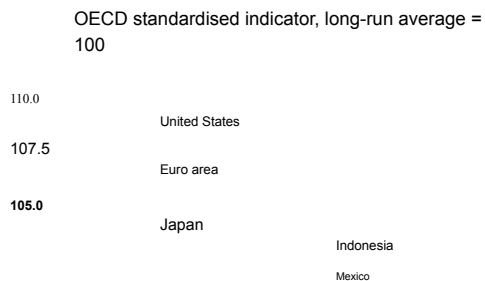 OECD standardised indicator, long-run average =
100
110.0
United States
107.5
Euro area
105.0
Japan
Indonesia
Mexico